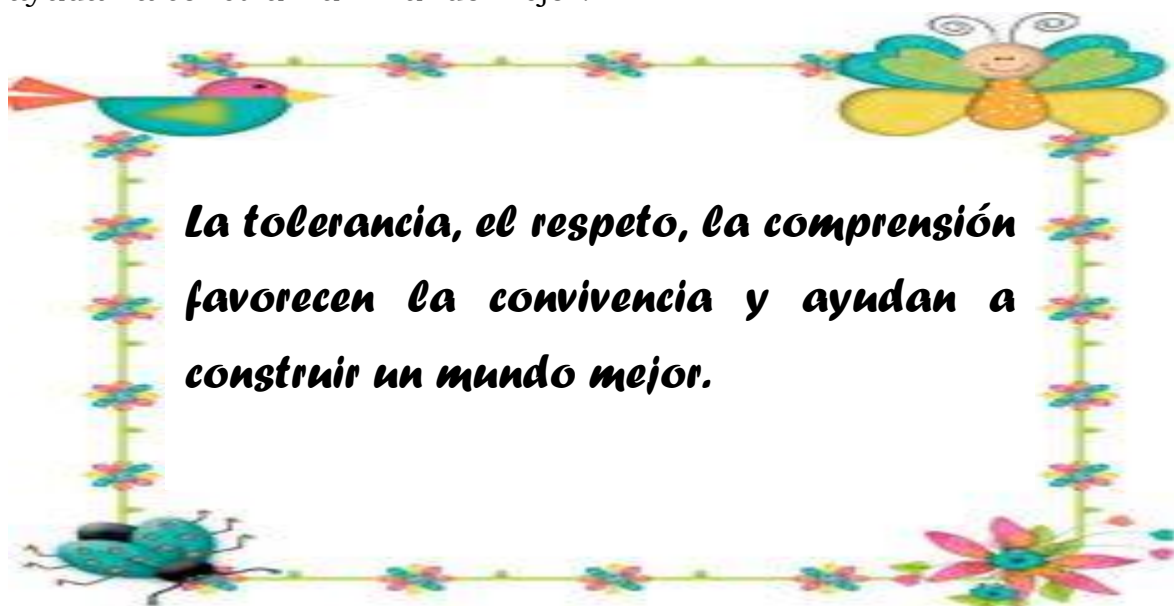 La tolerancia, el respeto, la comprensión
favorecen la convivencia y ayudan a
construir un mundo mejor.